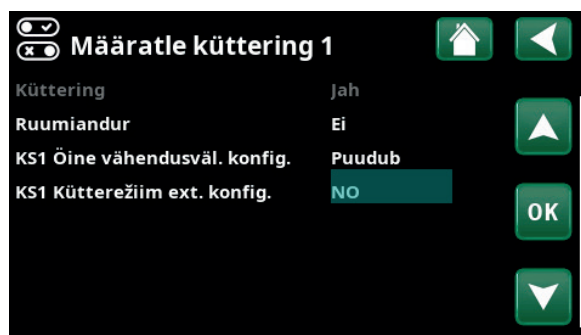 Määratle küttering 1
Küttering Jah
Ruumiandur Ei
KS1 Öine vähendusväl. konfig. Puudub
KS1 Kütterežiim ext. konfig. NO
OK